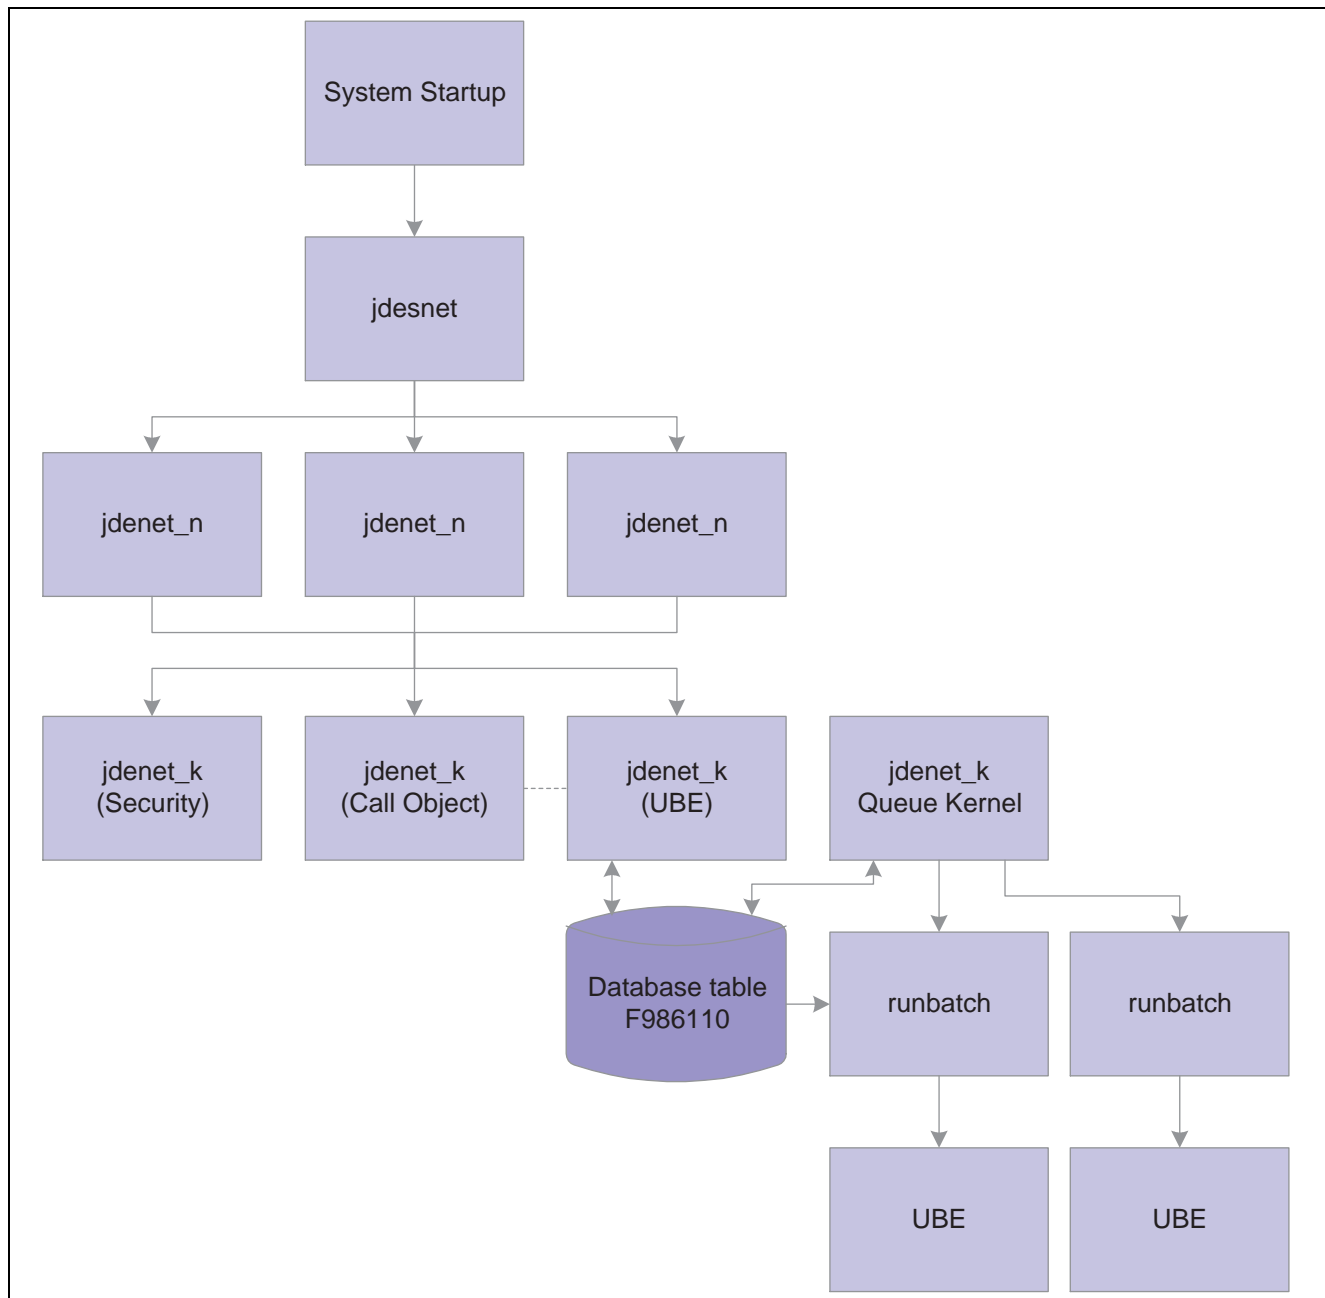 System Startup
jdesnet
jdenet_n
jdenet_n
jdenet_n
jdenet_k
(Security)
jdenet_k
(Call Object)
jdenet_k
(UBE)
jdenet_k
Queue Kernel
Database table
F986110
runbatch
runbatch
UBE
UBE